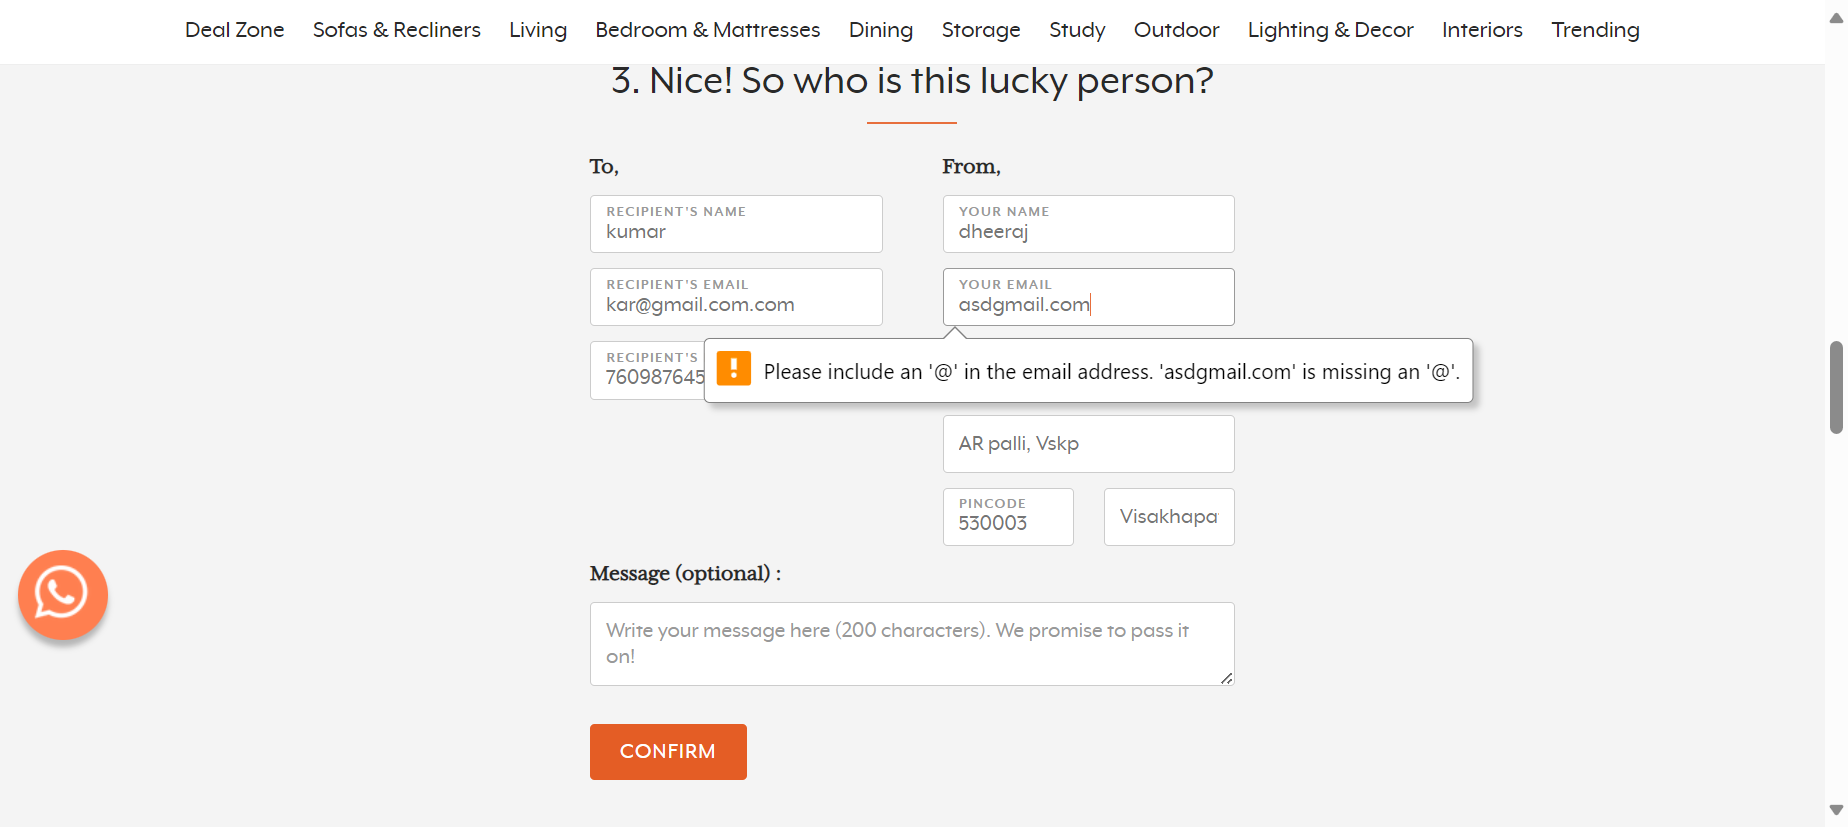 Deal Zone Sofas & Recliners Living Bedroom & Mattresses Dining Storage Study Outdoor Lighting & Decor Interiors Trending
3. Nice! So who is this lucky person?
To,
RECIPIENT'S NAME
kumar
RECIPIENT'S EMAIL
kar@gmail.com.com
RECIPIENT'S
760987645
From,
YOUR NAME
dheeraj
YOUR EMAIL
asdgmail.com
Please include an '@' in the email address. 'asdgmail.com' is missing an '@'.
AR palli, Vskp
PINCODE
530003
Visakhapa
Message (optional) :
Write your message here (200 characters). We promise to pass it
on!
CONFIRM